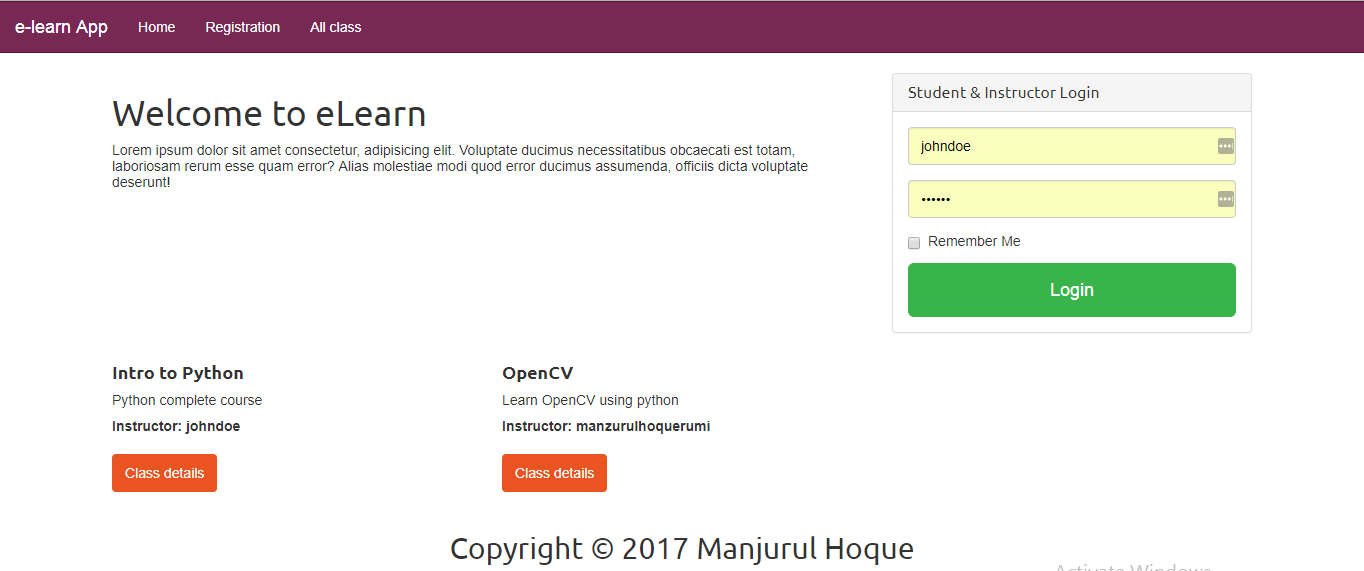 e-learn App Home Registration All class
Welcome to eLearn
Lorem ipsum dolor sit amet consectetur, adipisicing elit. Voluptate ducimus necessitatibus obcaecati est totam,
laboriosam rerum esse quam error? Alias molestiae modi quod error ducimus assumenda, officiis dicta voluptate
deserunt!
Student & Instructor Login
johndoe
••••••
Remember Me
Login
Intro to Python
Python complete course
Instructor: johndoe
Class details
OpenCV
Learn OpenCV using python
Instructor: manzurulhoquerumi
Class details
Copyright © 2017 Manjurul Hoque
Activate Windows